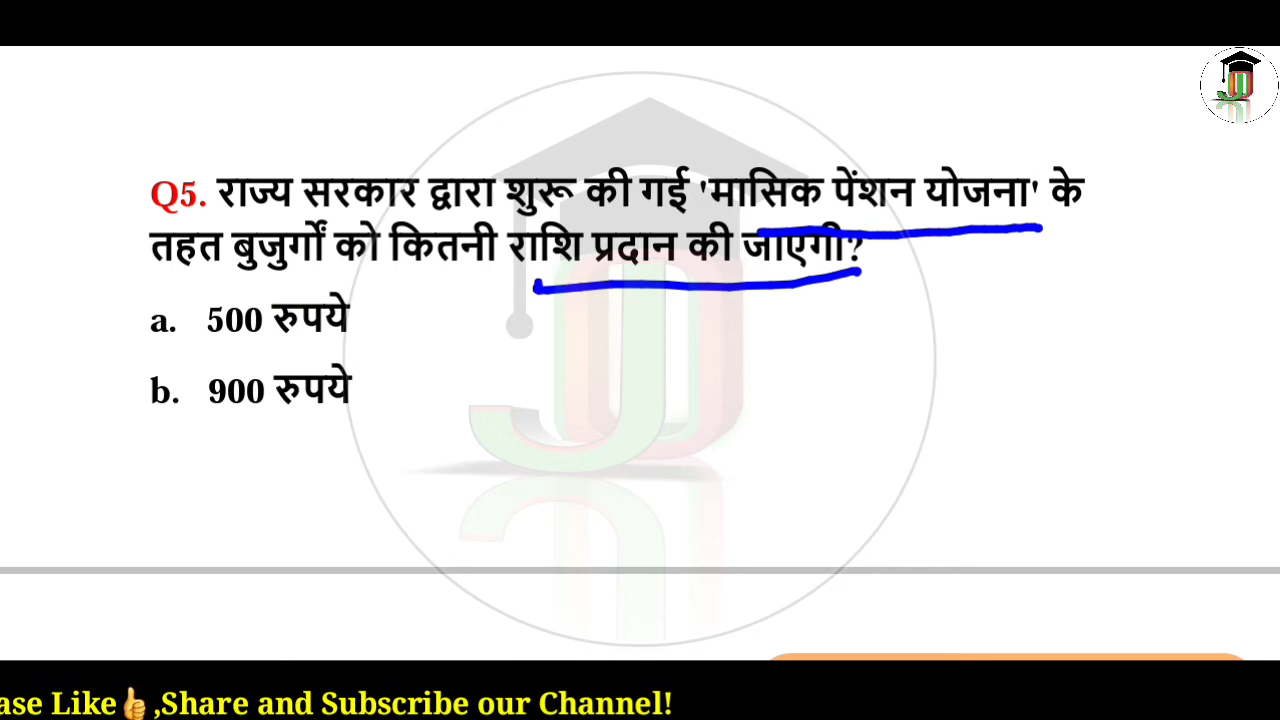 Q5. राज्य सरकार द्वारा शुरू की गई 'मासिक पेंशन योजना' के
तहत बुजुर्गों को कितनी राशि प्रदान की जाएगी?
a. 500 रुपये
b. 900 रुपये
ase Like👍,Share and Subscribe our Channel!